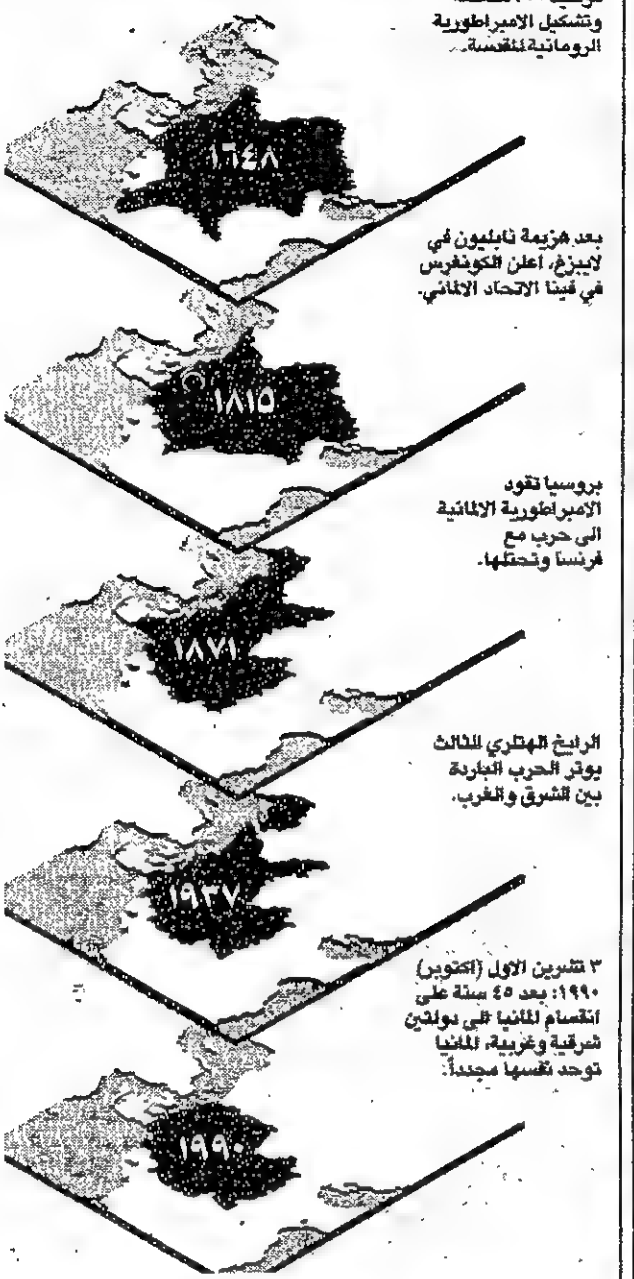 وتشكيل الامبراطورية
الرومانية المقدسة.
١٦٤٨
بعد هزيمة نابليون في
لايبزغ، اعلن الكونغرس
في فيينا الاتحاد الالماني.
١٨١٥
بروسيا تقود
الامبراطورية الالمانية
الى حرب مع
فرنسا وتحتلها.
١٨٧١
الرايخ الهتلري الثالث
يوتر الحرب الباردة
بين الشرق والغرب.
١٩٣٧
٣ تشرين الاول (اكتوبر)
١٩٩٠: بعد ٤٥ سنة على
انقسام المانيا الى دولتين
شرقية وغربية، المانيا
توحد نفسها مجدداً.
١٩٩٠